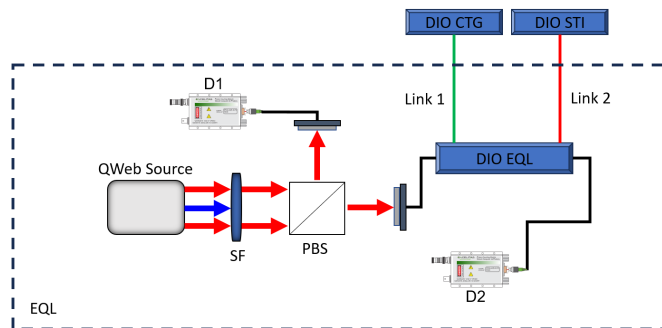 DIO CTG
DIO STI
D1
Link 1
Link 2
QWeb Source
DIO EQL
SF
PBS
D2
EQL